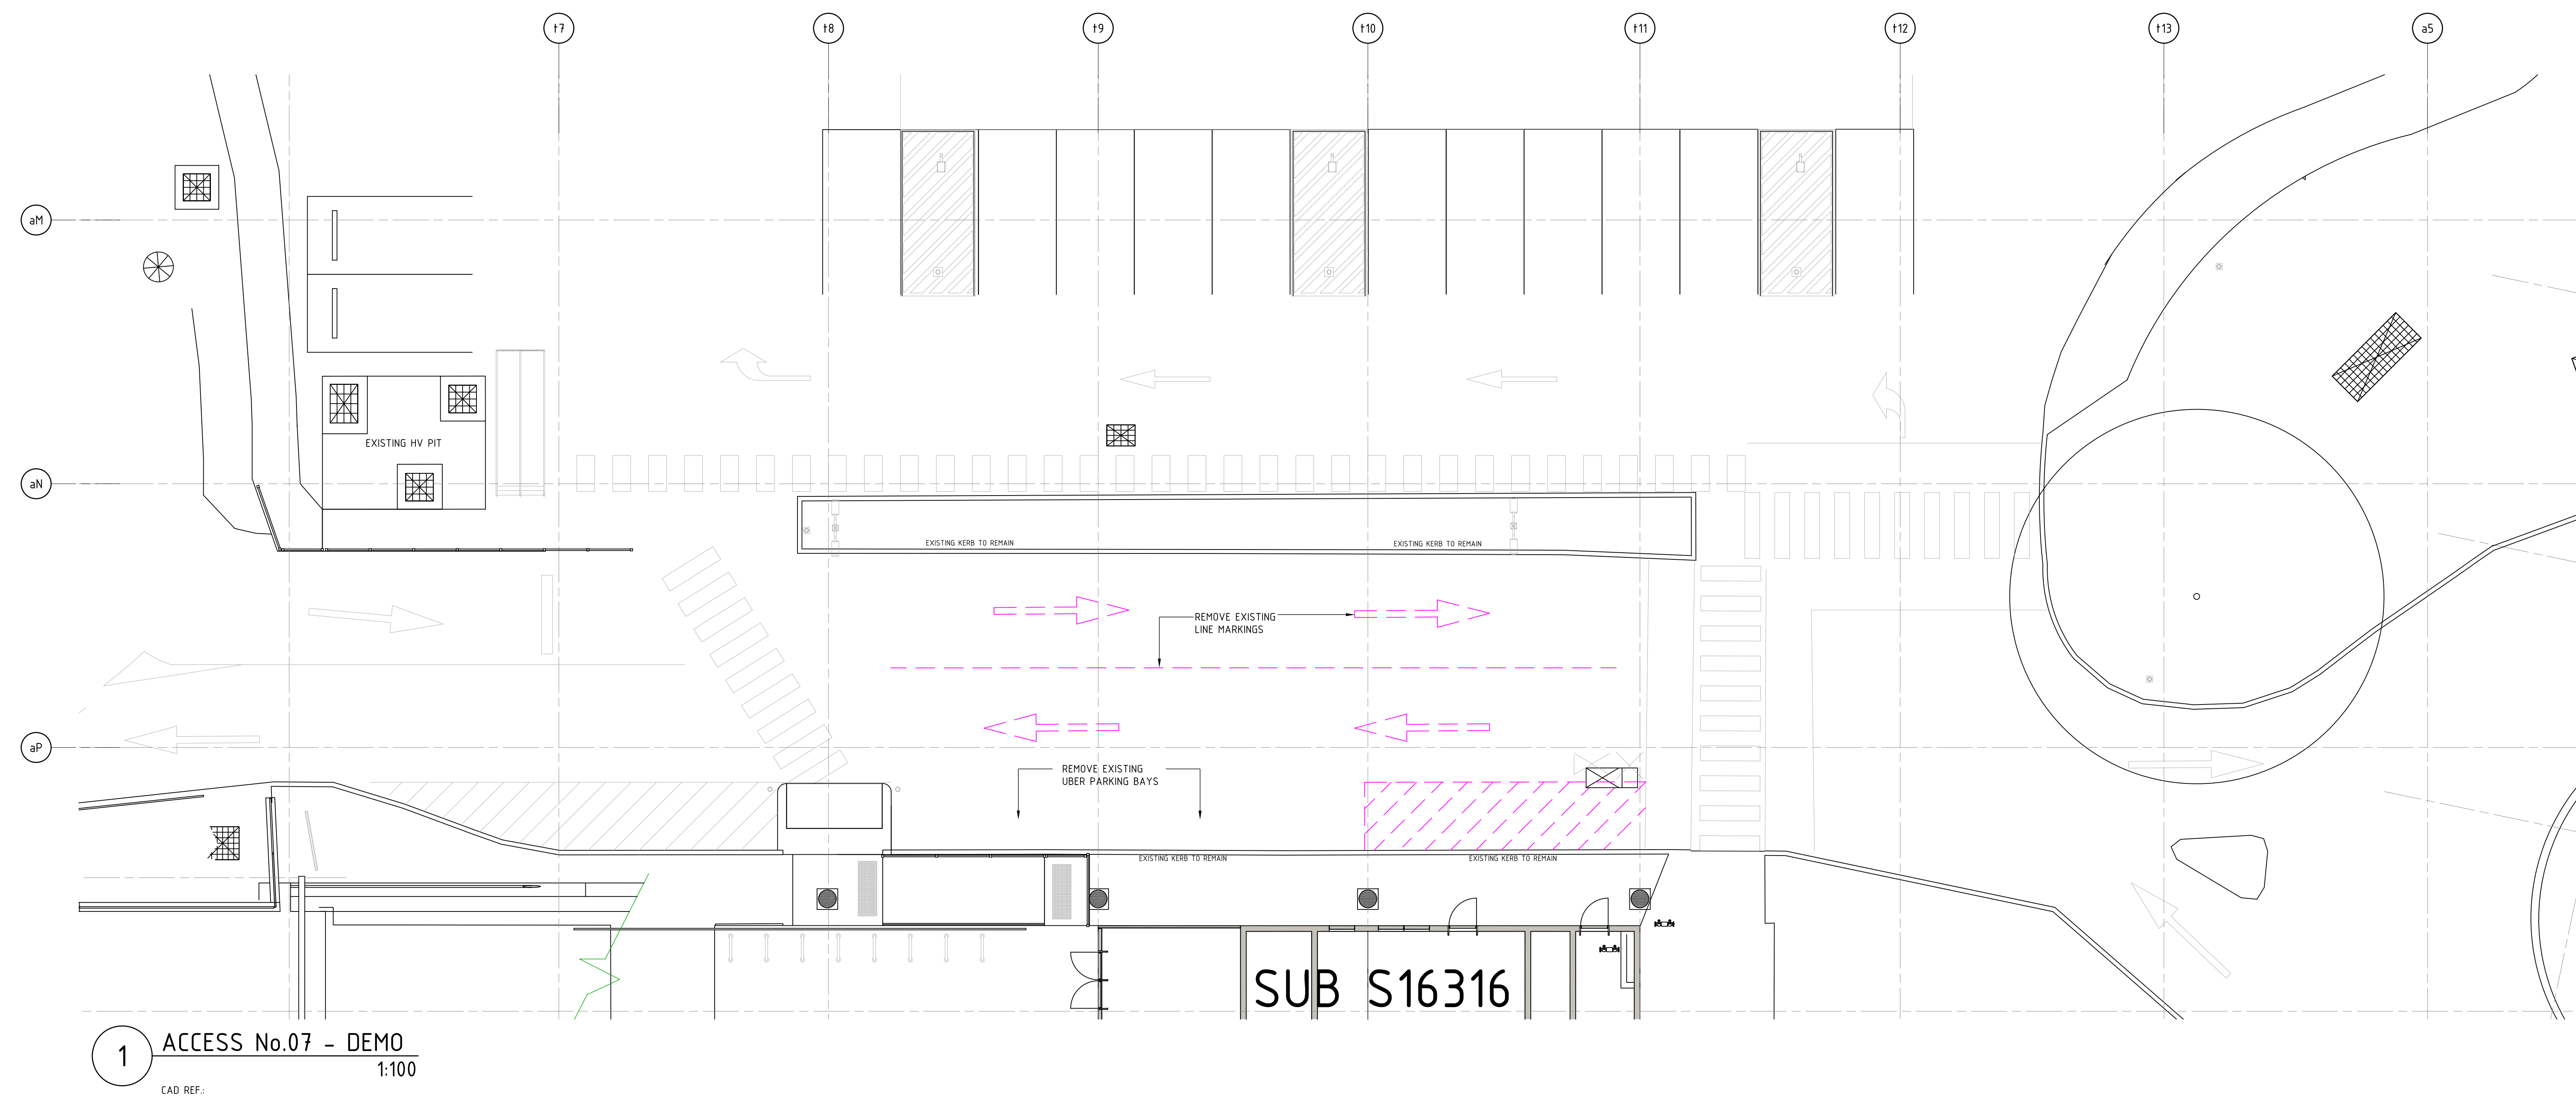 t7 t8 t9 t10 t11 t12 t13 a5
aM
EXISTING HV PIT
aN
EXISTING KERB TO REMAIN EXISTING KERB TO REMAIN
REMOVE EXISTING
LINE MARKINGS
aP
REMOVE EXISTING
UBER PARKING BAYS
EXISTING KERB TO REMAIN EXISTING KERB TO REMAIN
SUB S16316
1 ACCESS No.07 - DEMO
1:100
CAD REF.: